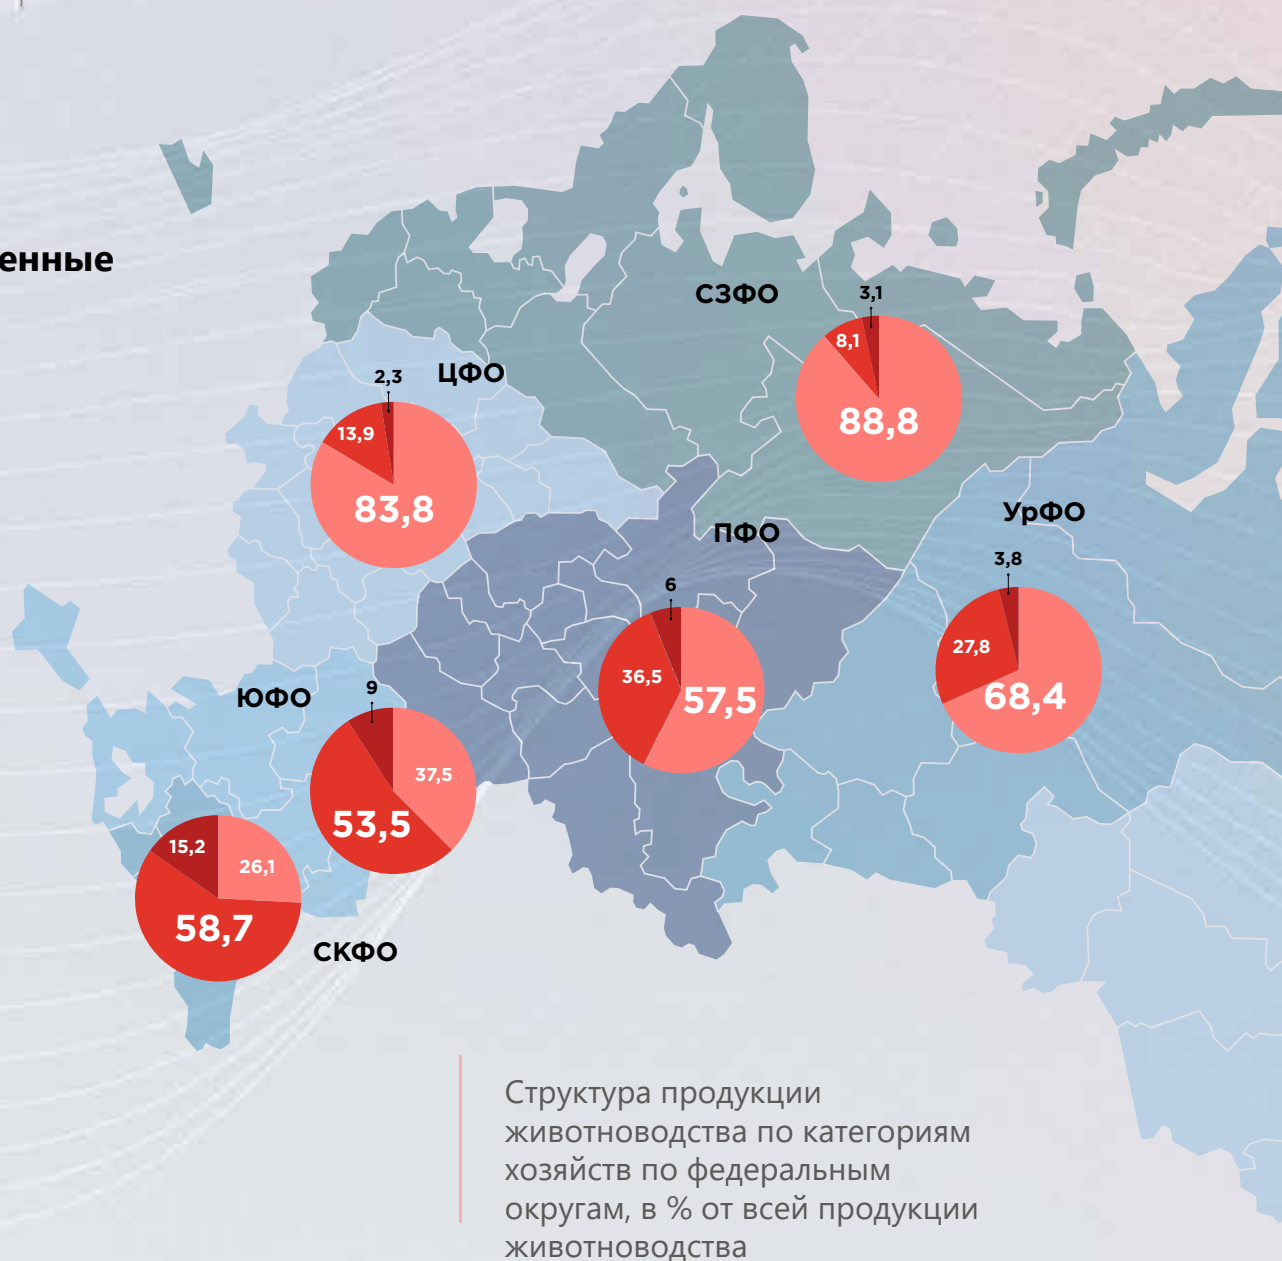 енные
СЗФО
3,1
8,1
88,8
ЦФО
2,3
13,9
83,8
УрФО
3,8
27,8
68,4
ПФО
6
36,5
57,5
ЮФО
9
37,5
53,5
15,2
26,1
58,7
СКФО
Структура продукции
животноводства по категориям
хозяйств по федеральным
округам, в % от всей продукции
животноводства